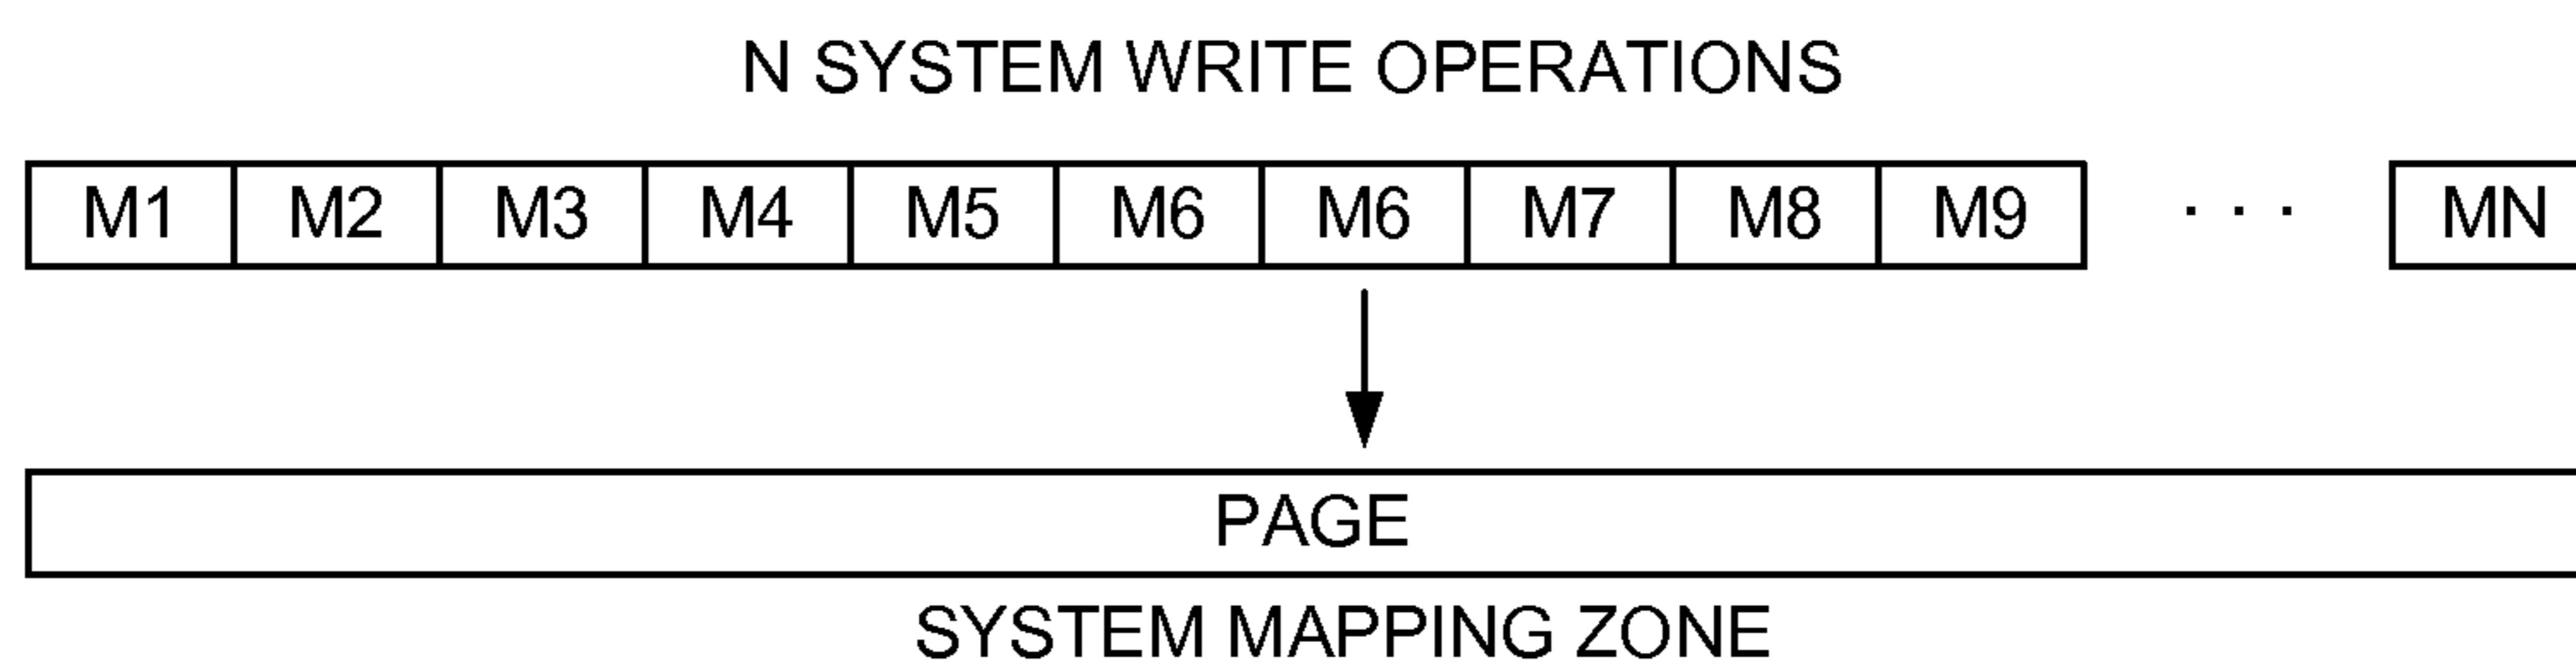 N SYSTEM WRITE OPERATIONS
M1 M2 M3 M4 M5 M6 M6 M7 M8 M9 . . . MN
PAGE
SYSTEM MAPPING ZONE